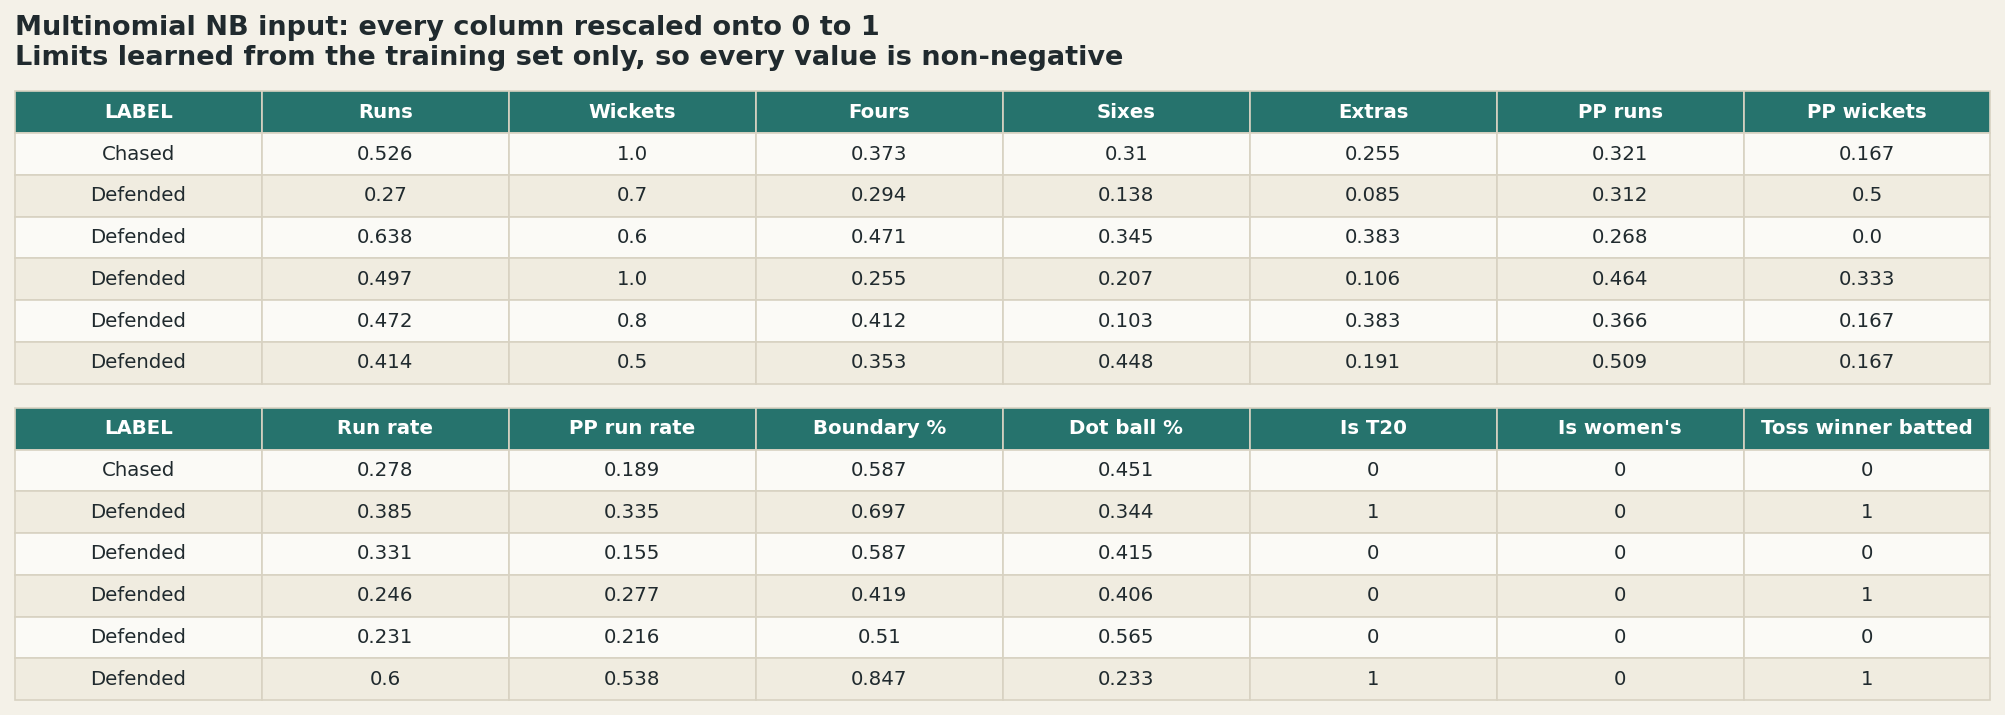 Multinomial NB input: every column rescaled onto 0 to 1
Limits learned from the training set only, so every value is non-negative
LABEL Runs Wickets Fours Sixes Extras PP runs PP wickets
Chased 0.526 1.0 0.373 0.31 0.255 0.321 0.167
Defended 0.27 0.7 0.294 0.138 0.085 0.312 0.5
Defended 0.638 0.6 0.471 0.345 0.383 0.268 0.0
Defended 0.497 1.0 0.255 0.207 0.106 0.464 0.333
Defended 0.472 0.8 0.412 0.103 0.383 0.366 0.167
Defended 0.414 0.5 0.353 0.448 0.191 0.509 0.167
LABEL Run rate PP run rate Boundary % Dot ball % Is T20 Is women's Toss winner batted
Chased 0.278 0.189 0.587 0.451 0 0 0
Defended 0.385 0.335 0.697 0.344 1 0 1
Defended 0.331 0.155 0.587 0.415 0 0 0
Defended 0.246 0.277 0.419 0.406 0 0 1
Defended 0.231 0.216 0.51 0.565 0 0 0
Defended 0.6 0.538 0.847 0.233 1 0 1